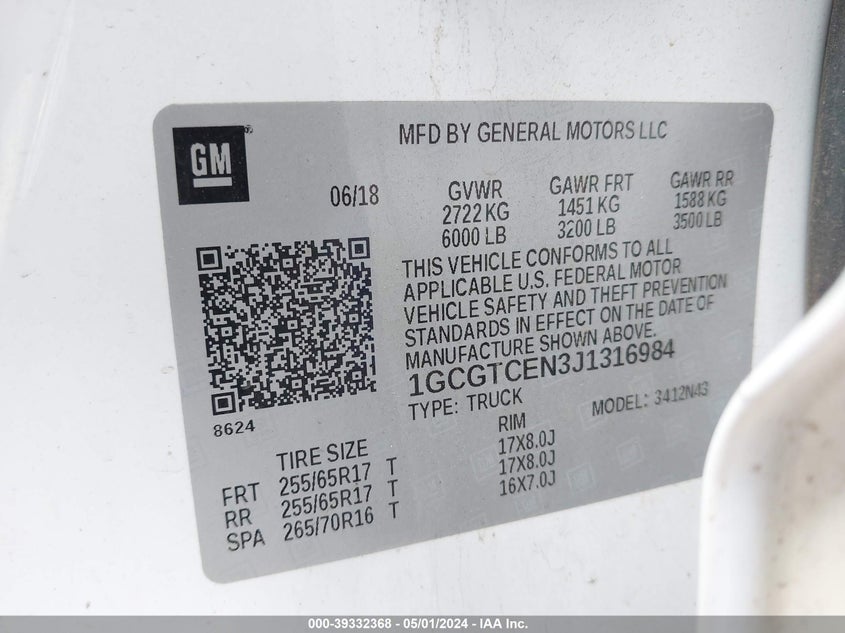 GM
MFD BY GENERAL MOTORS LLC
06/18
GVWR GAWR FRT GAWR RR
2722 KG 1451 KG 1588 KG
6000 LB 3200 LB 3500 LB
THIS VEHICLE CONFORMS TO ALL
APPLICABLE U.S. FEDERAL MOTOR
VEHICLE SAFETY AND THEFT PREVENTION
STANDARDS IN EFFECT ON THE DATE OF
MANUFACTURE SHOWN ABOVE.
1GCGTCEN3J1316984
TYPE: TRUCK MODEL: 3412N43
8624
TIRE SIZE RIM
FRT 255/65R17 T 17X8.0J
RR 255/65R17 T 17X8.0J
SPA 265/70R16 T 16X7.0J
000-39332368 - 05/01/2024 - IAA Inc.